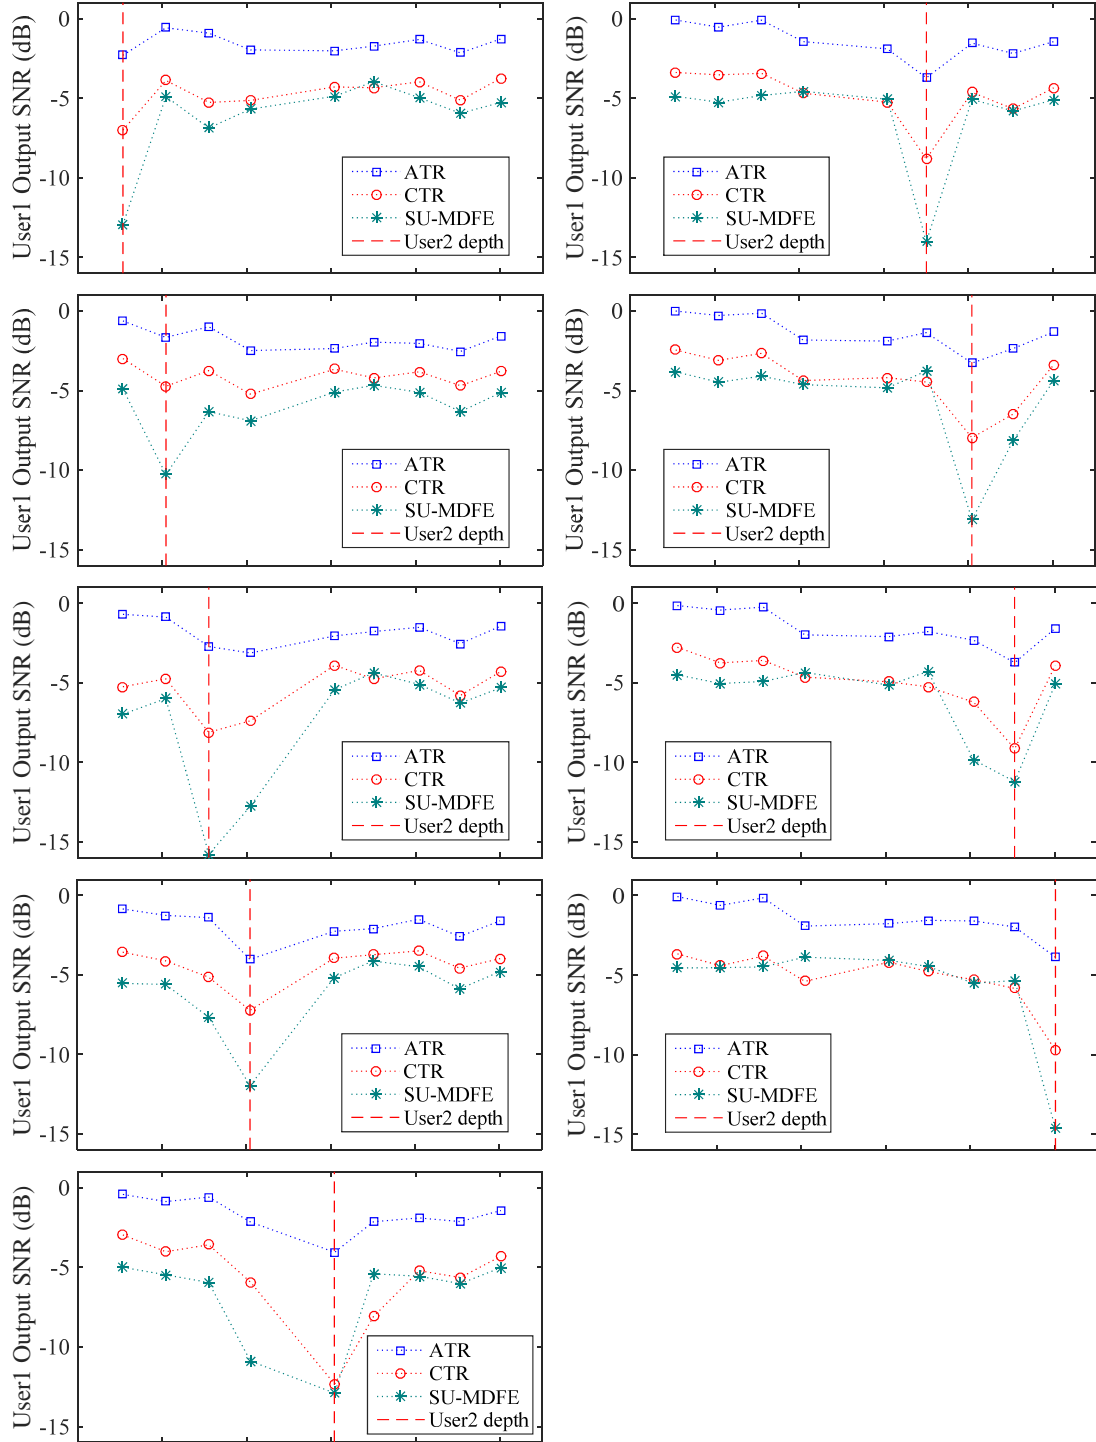 User1 Output SNR (dB)
0
-5
-10
-15
ATR
CTR
SU-MDFE
User2 depth
User1 Output SNR (dB)
0
-5
-10
-15
ATR
CTR
SU-MDFE
User2 depth
User1 Output SNR (dB)
0
-5
-10
-15
ATR
CTR
SU-MDFE
User2 depth
User1 Output SNR (dB)
0
-5
-10
-15
ATR
CTR
SU-MDFE
User2 depth
User1 Output SNR (dB)
0
-5
-10
-15
ATR
CTR
SU-MDFE
User2 depth
User1 Output SNR (dB)
0
-5
-10
-15
ATR
CTR
SU-MDFE
User2 depth
User1 Output SNR (dB)
0
-5
-10
-15
ATR
CTR
SU-MDFE
User2 depth
User1 Output SNR (dB)
0
-5
-10
-15
ATR
CTR
SU-MDFE
User2 depth
User1 Output SNR (dB)
0
-5
-10
-15
ATR
CTR
SU-MDFE
User2 depth